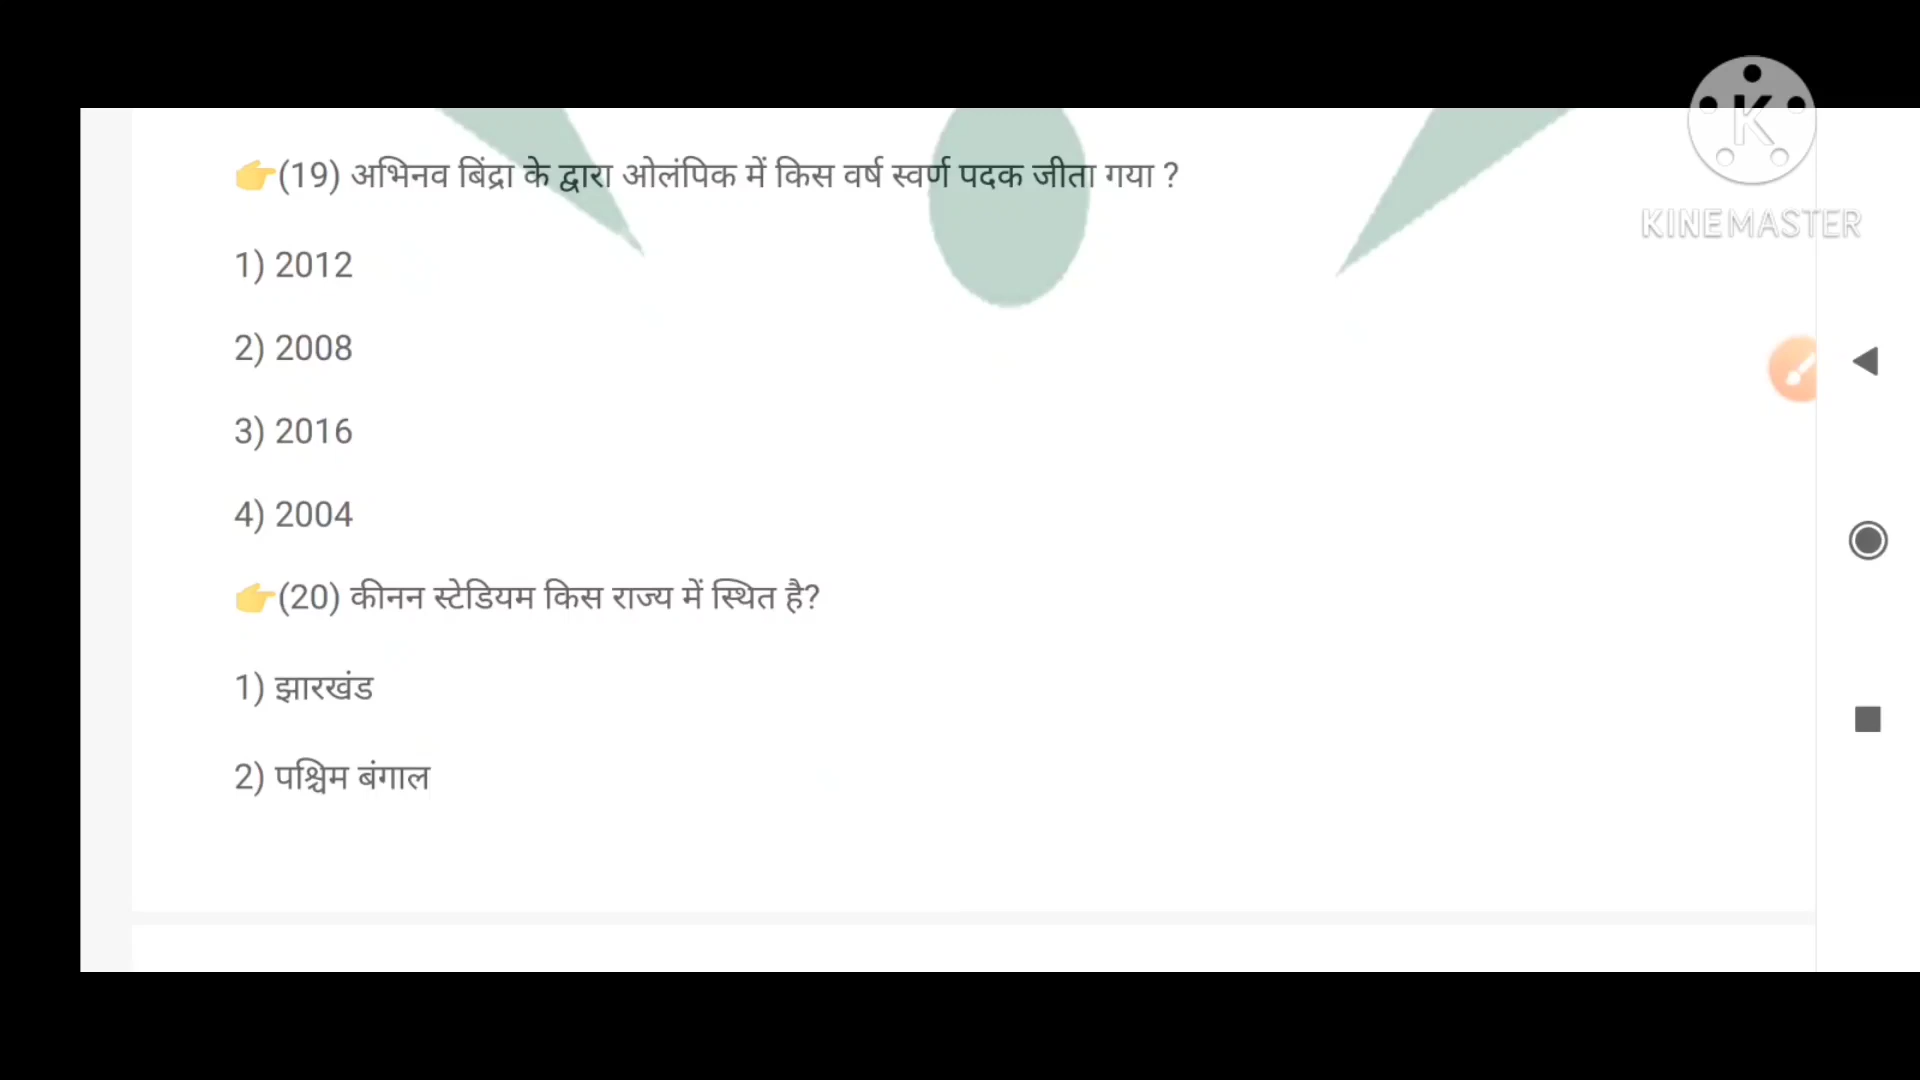 👉(19) अभिनव बिंद्रा के द्वारा ओलंपिक में किस वर्ष स्वर्ण पदक जीता गया ?
1) 2012
2) 2008
3) 2016
4) 2004
👉(20) कीनन स्टेडियम किस राज्य में स्थित है?
1) झारखंड
2) पश्चिम बंगाल
K
KINEMASTER